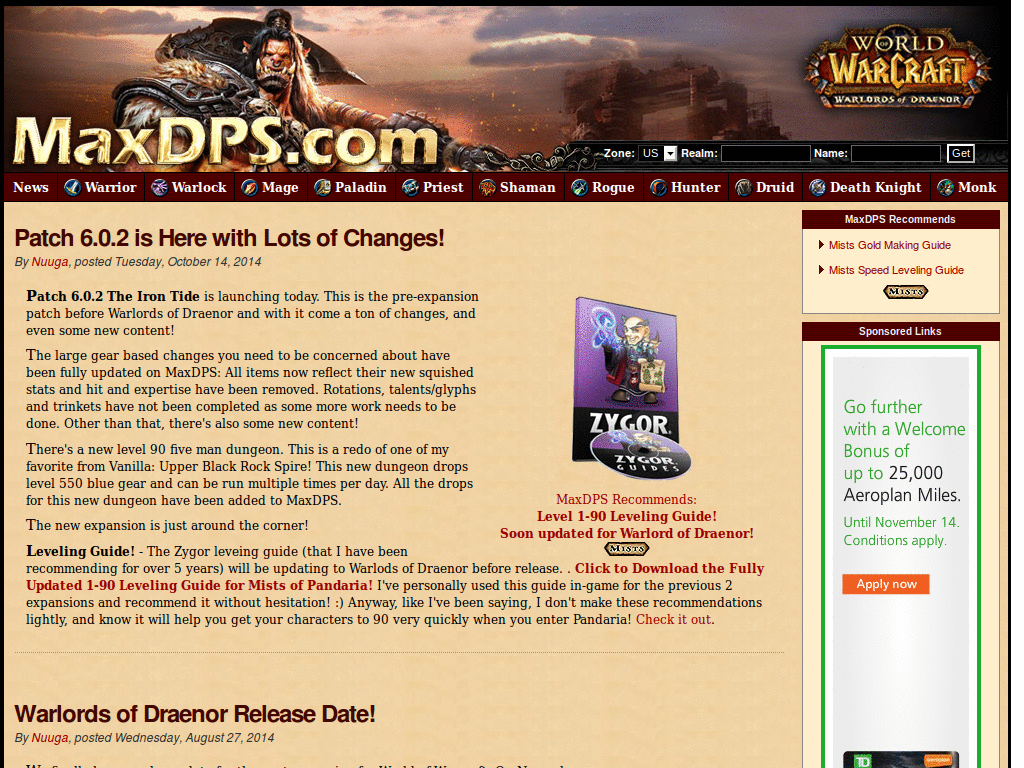 WORLD
WARCRAFT
WARLORDS of DRAENOR
MaxDPS.com
Zone: US Realm: Name: Get
News Warrior Warlock Mage Paladin Priest Shaman Rogue Hunter Druid Death Knight Monk
Patch 6.0.2 is Here with Lots of Changes!
By Nuuga, posted Tuesday, October 14, 2014
Patch 6.0.2 The Iron Tide is launching today. This is the pre-expansion
patch before Warlords of Draenor and with it come a ton of changes, and
even some new content!
The large gear based changes you need to be concerned about have
been fully updated on MaxDPS: All items now reflect their new squished
stats and hit and expertise have been removed. Rotations, talents/glyphs
and trinkets have not been completed as some more work needs to be
done. Other than that, there's also some new content!
There's a new level 90 five man dungeon. This is a redo of one of my
favorite from Vanilla: Upper Black Rock Spire! This new dungeon drops
level 550 blue gear and can be run multiple times per day. All the drops
for this new dungeon have been added to MaxDPS.
The new expansion is just around the corner!
ZYGOR
ZYGOR
GUIDES
MaxDPS Recommends:
Level 1-90 Leveling Guide!
Soon updated for Warlord of Draenor!
MISTS
Leveling Guide! - The Zygor leveing guide (that I have been
recommending for over 5 years) will be updating to Warlods of Draenor before release. . Click to Download the Fully
Updated 1-90 Leveling Guide for Mists of Pandaria! I've personally used this guide in-game for the previous 2
expansions and recommend it without hesitation! :) Anyway, like I've been saying, I don't make these recommendations
lightly, and know it will help you get your characters to 90 very quickly when you enter Pandaria! Check it out.
Warlords of Draenor Release Date!
By Nuuga, posted Wednesday, August 27, 2014
MaxDPS Recommends
Mists Gold Making Guide
Mists Speed Leveling Guide
MISTS
Sponsored Links
Go further
with a Welcome
Bonus of
up to 25,000
Aeroplan Miles.
Until November 14.
Conditions apply.
Apply now
TD